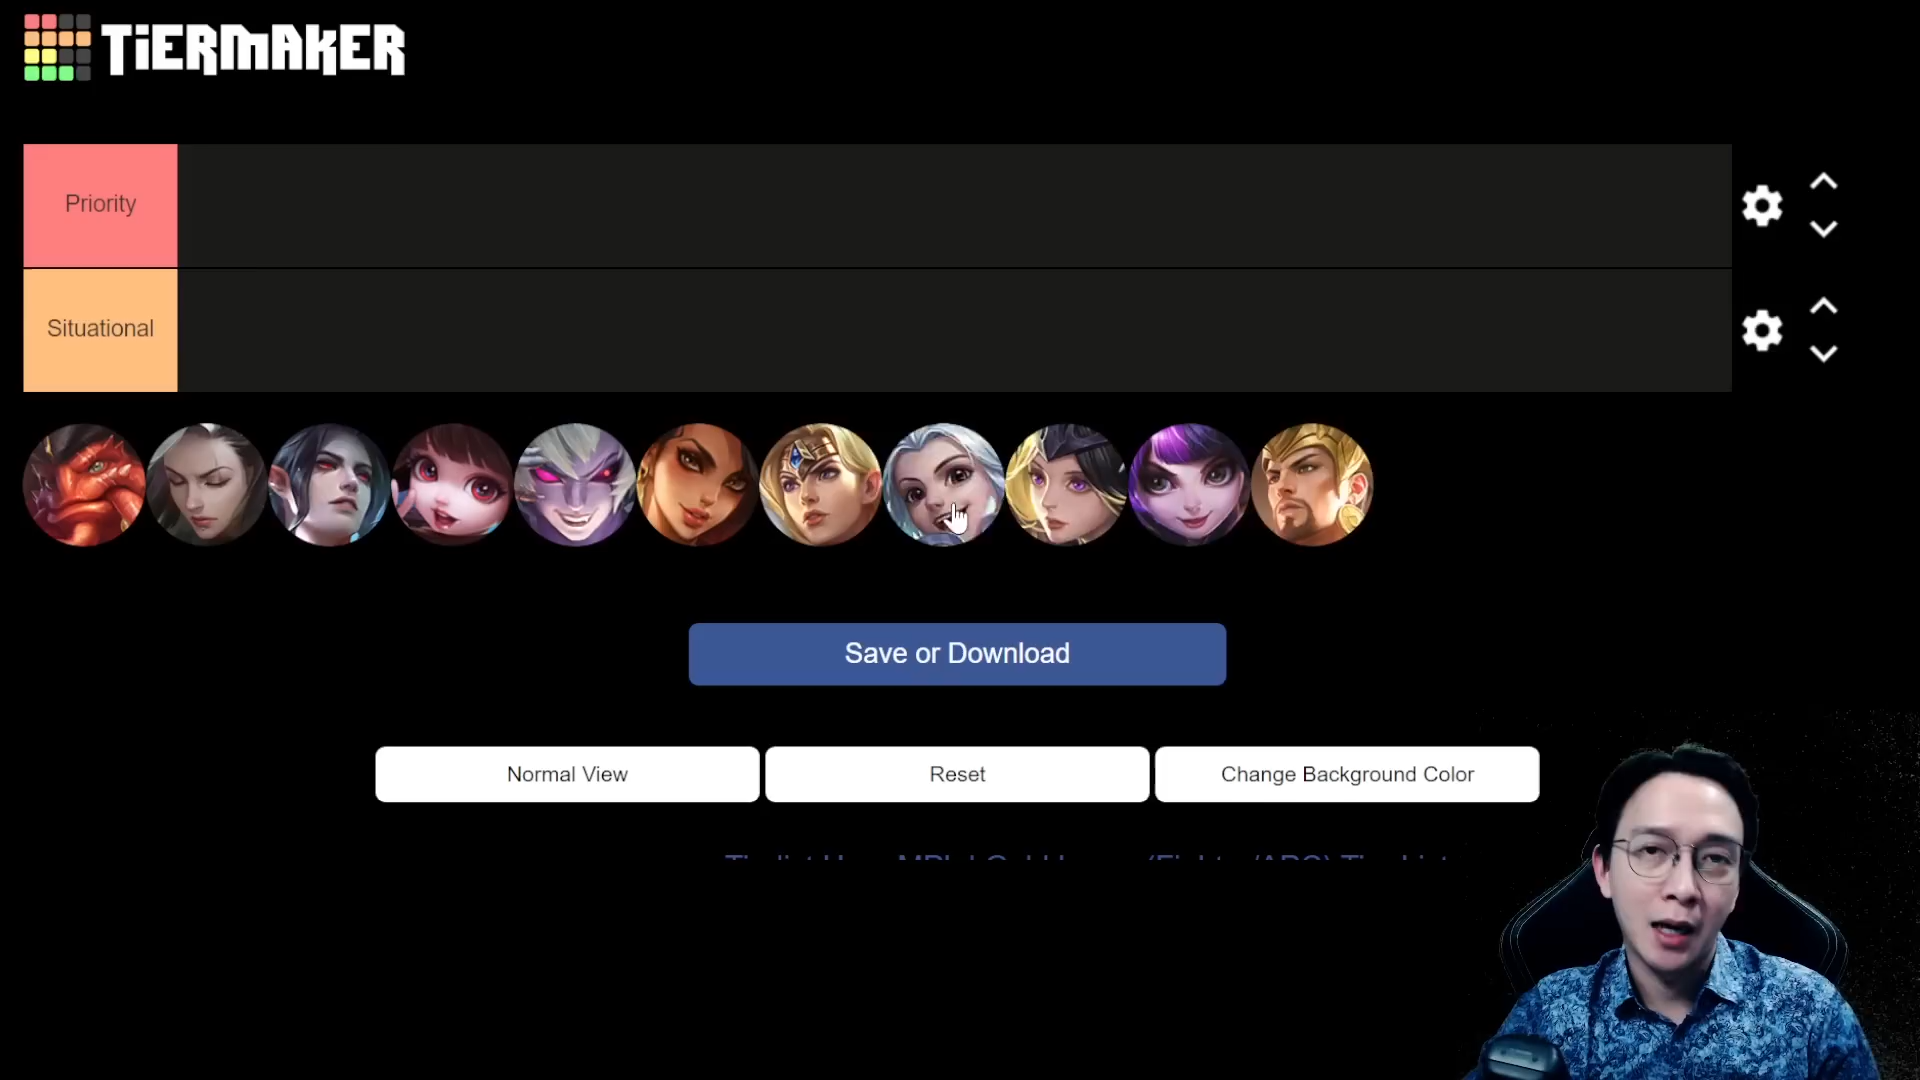 TiERMAKER
Priority
Situational
Save or Download
Normal View
Reset
Change Background Color